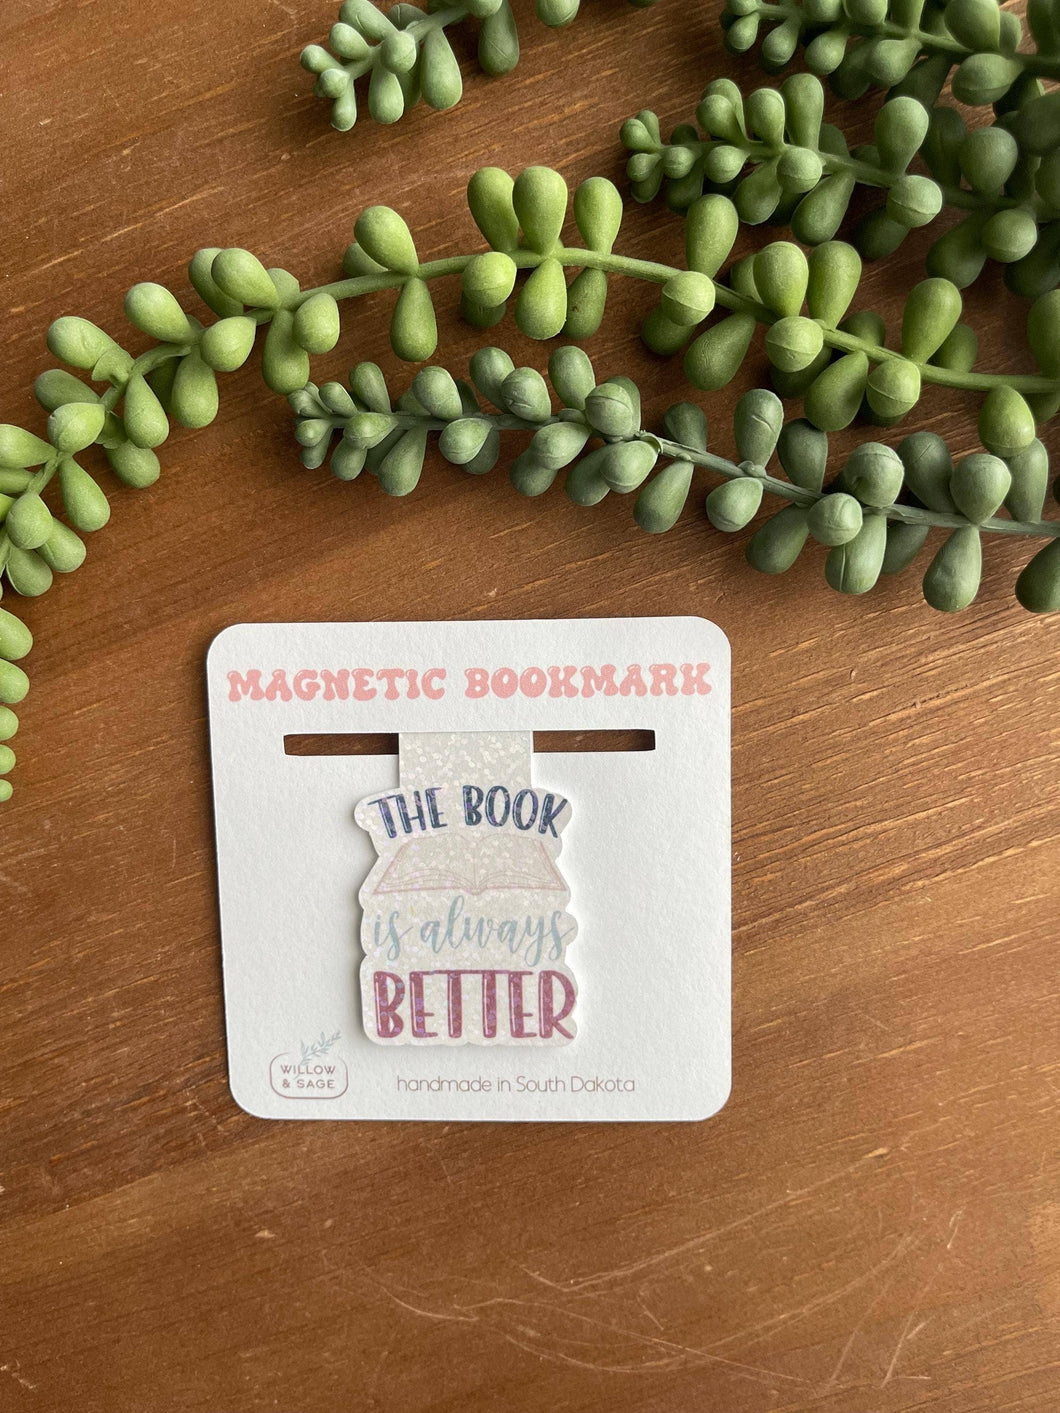 MAGNETIC BOOKMARK
THE BOOK
is always
BETTER
WILLOW
& SAGE
handmade in South Dakota